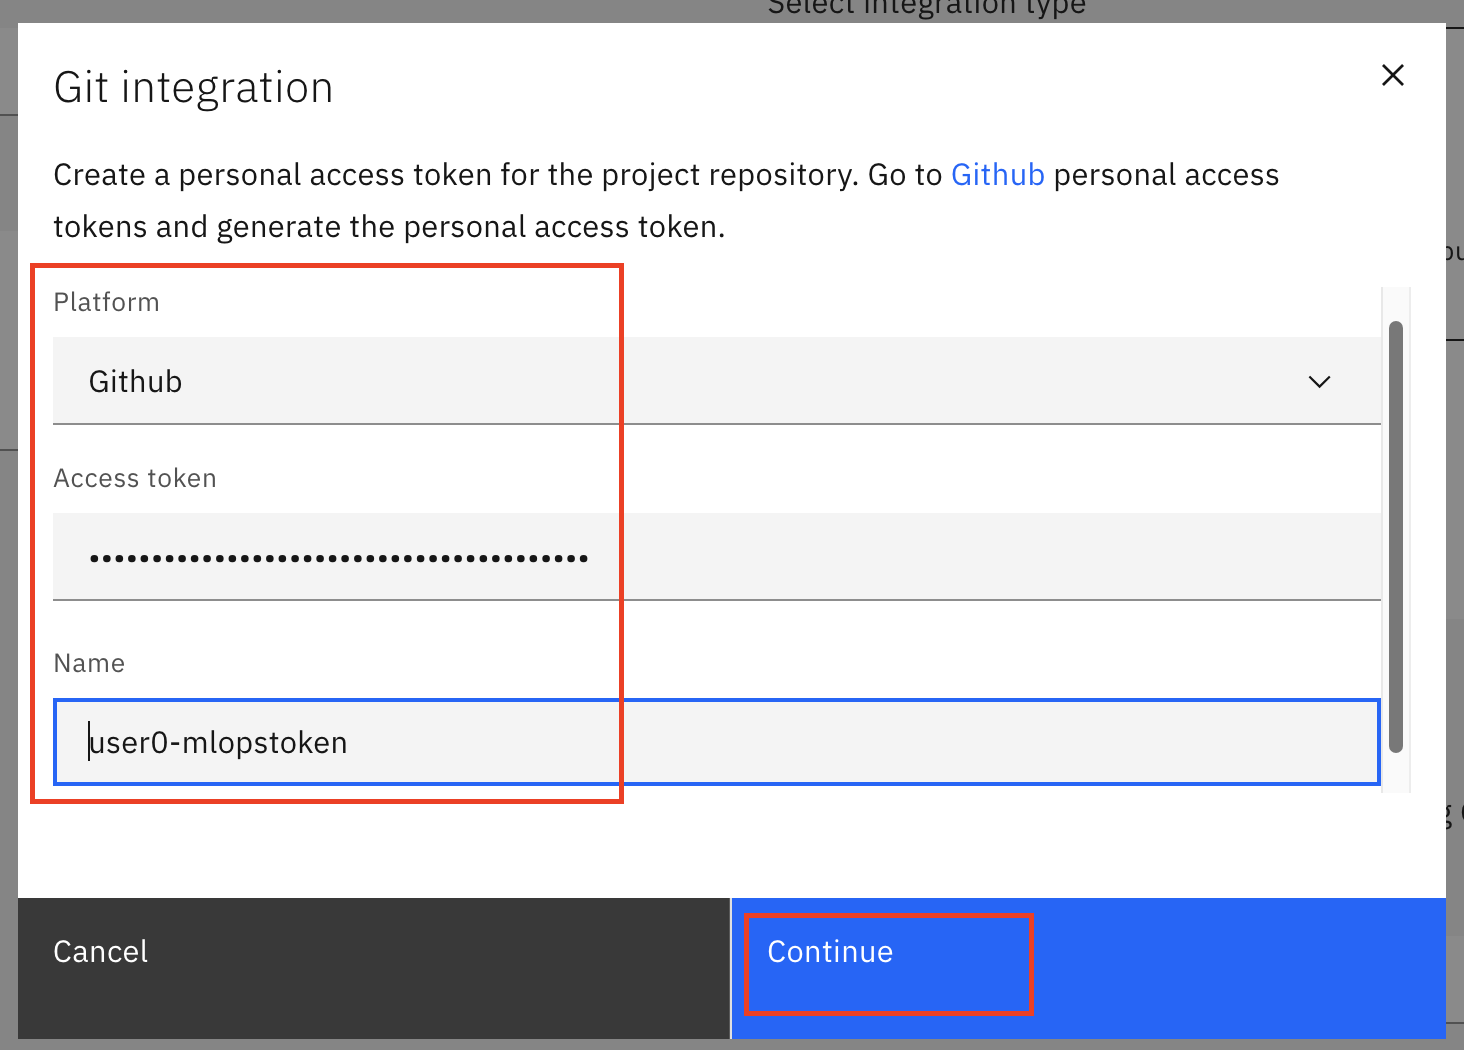 Select integration type
Git integration
Create a personal access token for the project repository. Go to Github personal access
tokens and generate the personal access token.
Platform
Github
Access token
••••••••••••••••••••••••••••••••••••••••
Name
user0-mlopstoken
Cancel
Continue